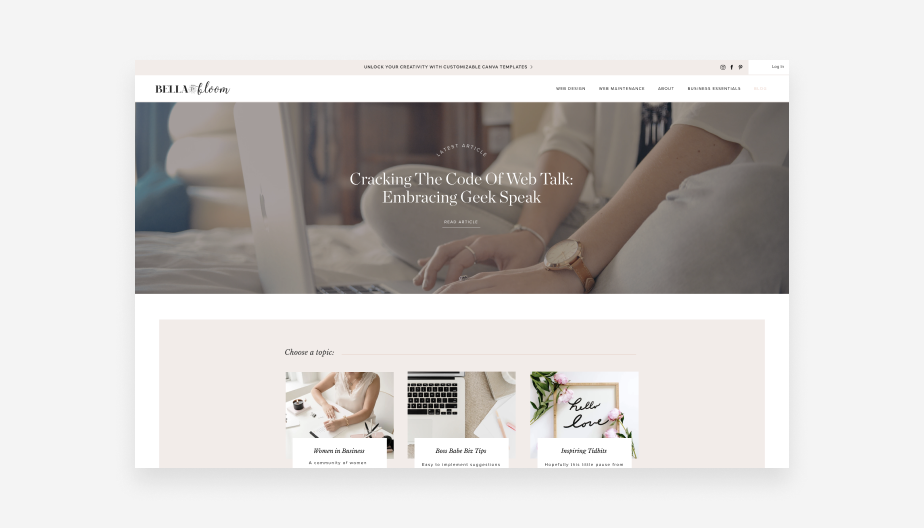 UNLOCK YOUR CREATIVITY WITH CUSTOMIZABLE CANVA TEMPLATES
Log In
BELLA & bloom
WEB DESIGN WEB MAINTENANCE ABOUT BUSINESS ESSENTIALS BLOG
LATEST ARTICLE
Cracking The Code Of Web Talk:
Embracing Geek Speak
READ ARTICLE
Choose a topic:
hello
love
Women in Business
Boss Babe Biz Tips
Inspiring Tidbits
A community of women
Easy to implement suggestions
Hopefully this little pause from